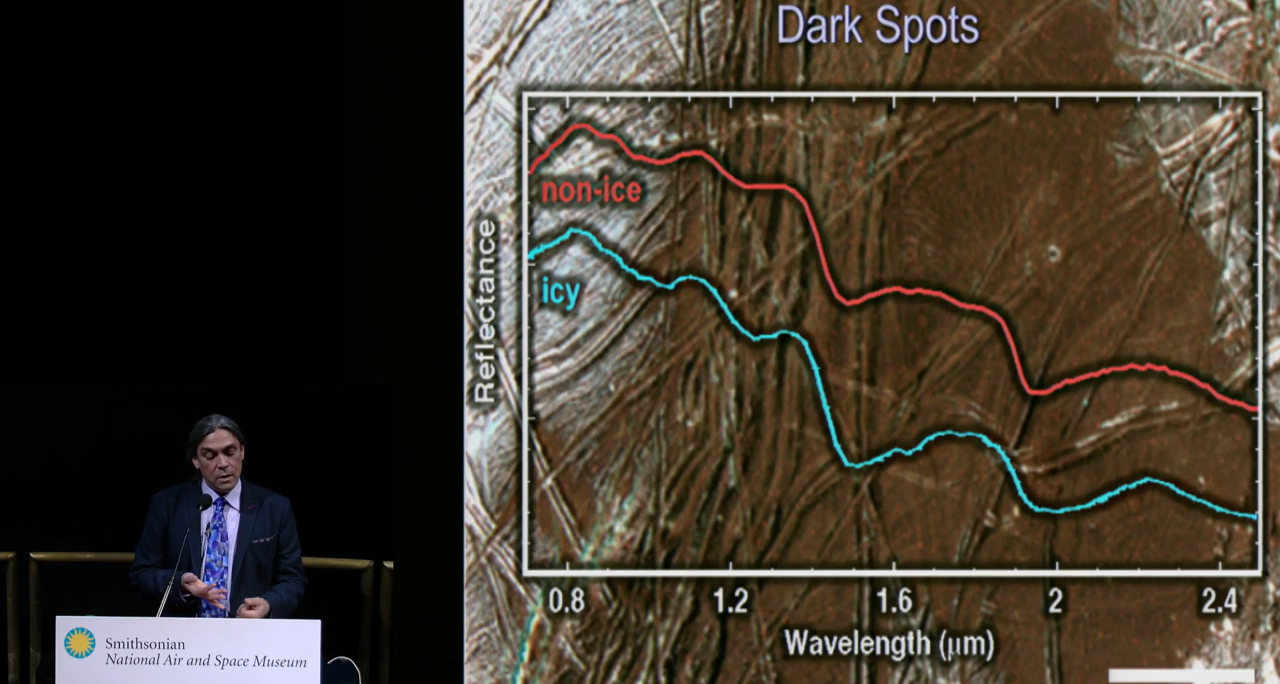 Dark Spots
non-ice
icy
Reflectance
0.8 1.2 1.6 2 2.4
Wavelength (μm)
Smithsonian
National Air and Space Museum